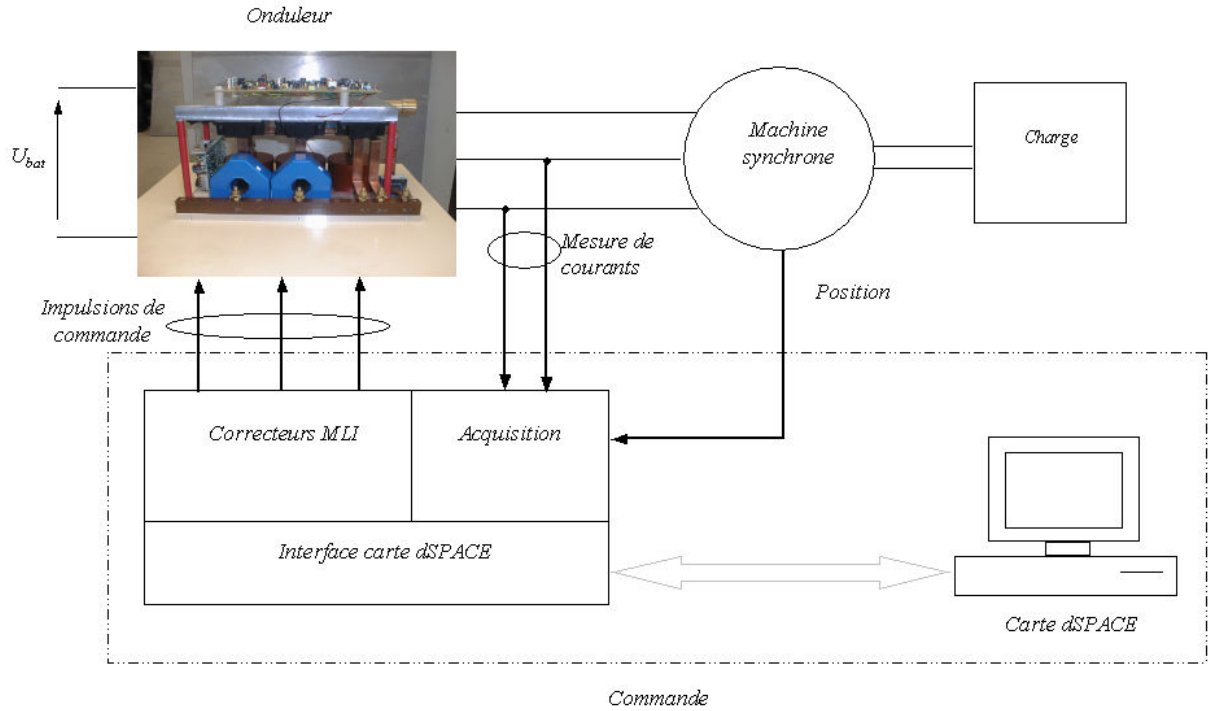 Onduleur
U_bat
Machine
synchrone
Charge
Mesure de
courants
Position
Impulsions de
commande
Correcteurs MLI
Acquisition
Interface carte dSPACE
Carte dSPACE
Commande